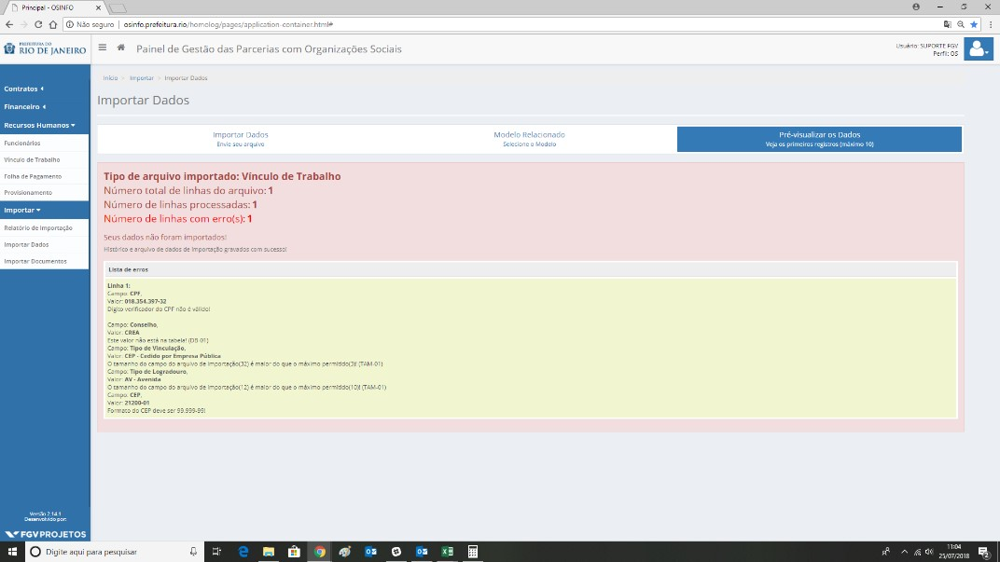 Principal - OSINFO
Não seguro | osinfo.prefeitura.rio/homolog/pages/application-container.html#
PREFEITURA DO
RIO DE JANEIRO
Painel de Gestão das Parcerias com Organizações Sociais
Usuário: SUPORTE FGV
Perfil: OS
Contratos
Financeiro
Recursos Humanos
Funcionários
Vínculo de Trabalho
Folha de Pagamento
Provisionamento
Importar
Relatório de Importação
Importar Dados
Importar Documentos
Versão 7.14.1
Desenvolvido por:
FGV PROJETOS
Início > Importar > Importar Dados
Importar Dados
Importar Dados
Envie seu arquivo
Modelo Relacionado
Selecione o Modelo
Pré-visualizar os Dados
Veja os primeiros registros (máximo 10)
Tipo de arquivo importado: Vínculo de Trabalho
Número total de linhas do arquivo: 1
Número de linhas processadas: 1
Número de linhas com erro(s): 1
Seus dados não foram importados!
Histórico e arquivo de dados de importação gravados com sucesso!
Lista de erros
Linha 1:
Campo: CPF,
Valor: 018.354.397-32
Dígito verificador do CPF não é válido!
Campo: Conselho,
Valor: CREA
Este valor não está na tabela! (DB-01)
Campo: Tipo de Vinculação,
Valor: CEP - Cedido por Empresa Pública
O tamanho do campo do arquivo de importação(32) é maior do que o máximo permitido(3)! (TAM-01)
Campo: Tipo de Logradouro,
Valor: AV - Avenida
O tamanho do campo do arquivo de importação(12) é maior do que o máximo permitido(10)! (TAM-01)
Campo: CEP,
Valor: 21200-01
Formato do CEP deve ser 99.999-99!
Digite aqui para pesquisar
11:04
25/07/2018
2